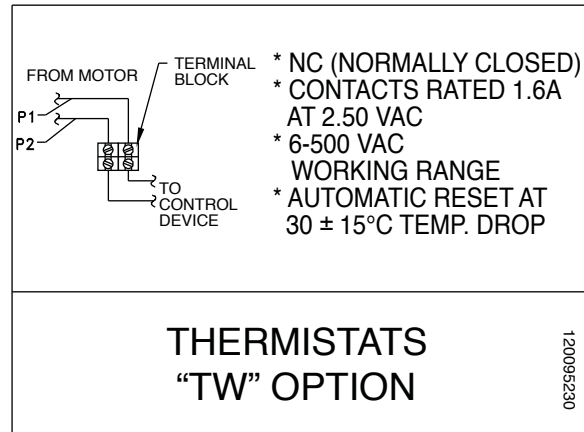 FROM MOTOR
P1
P2
TERMINAL
BLOCK
TO
CONTROL
DEVICE
* NC (NORMALLY CLOSED)
* CONTACTS RATED 1.6A
AT 2.50 VAC
* 6-500 VAC
WORKING RANGE
* AUTOMATIC RESET AT
30 ± 15°C TEMP. DROP
THERMISTATS
“TW” OPTION
120095230